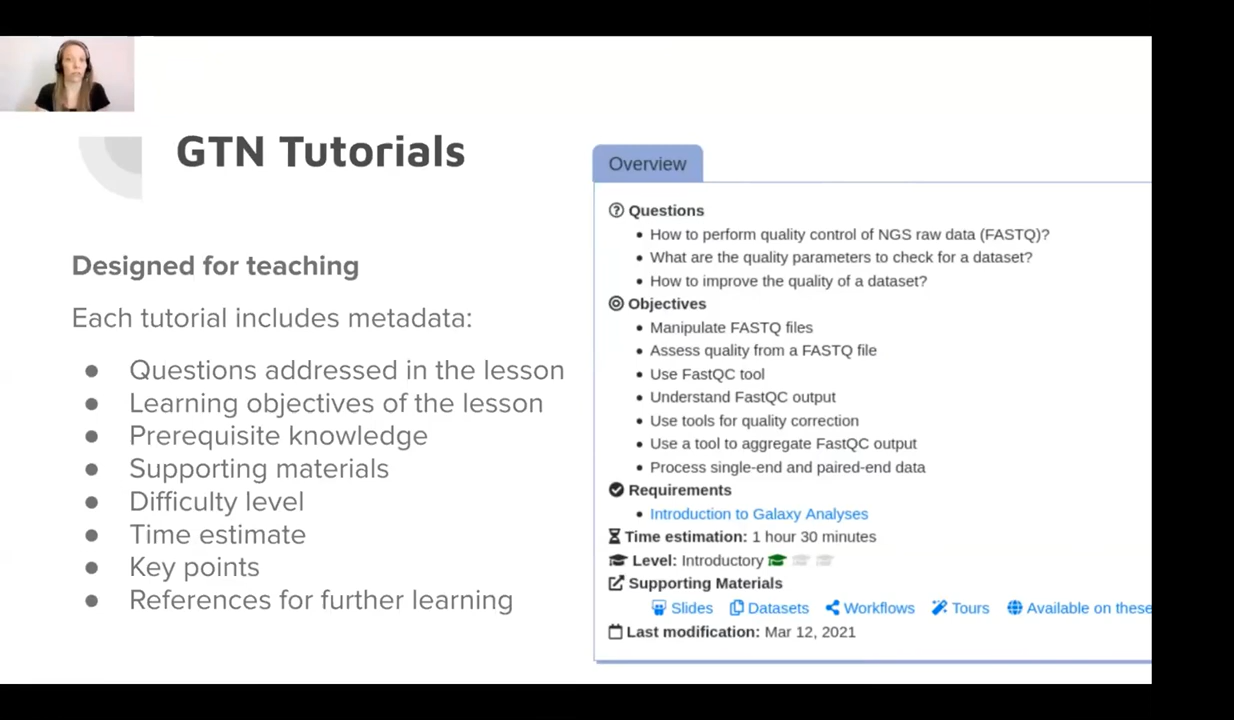 GTN Tutorials
Designed for teaching
Each tutorial includes metadata:
● Questions addressed in the lesson
● Learning objectives of the lesson
● Prerequisite knowledge
● Supporting materials
● Difficulty level
● Time estimate
● Key points
● References for further learning
Overview
Questions
• How to perform quality control of NGS raw data (FASTQ)?
• What are the quality parameters to check for a dataset?
• How to improve the quality of a dataset?
Objectives
• Manipulate FASTQ files
• Assess quality from a FASTQ file
• Use FastQC tool
• Understand FastQC output
• Use tools for quality correction
• Use a tool to aggregate FastQC output
• Process single-end and paired-end data
Requirements
• Introduction to Galaxy Analyses
Time estimation: 1 hour 30 minutes
Level: Introductory
Supporting Materials
Slides Datasets Workflows Tours Available on these
Last modification: Mar 12, 2021